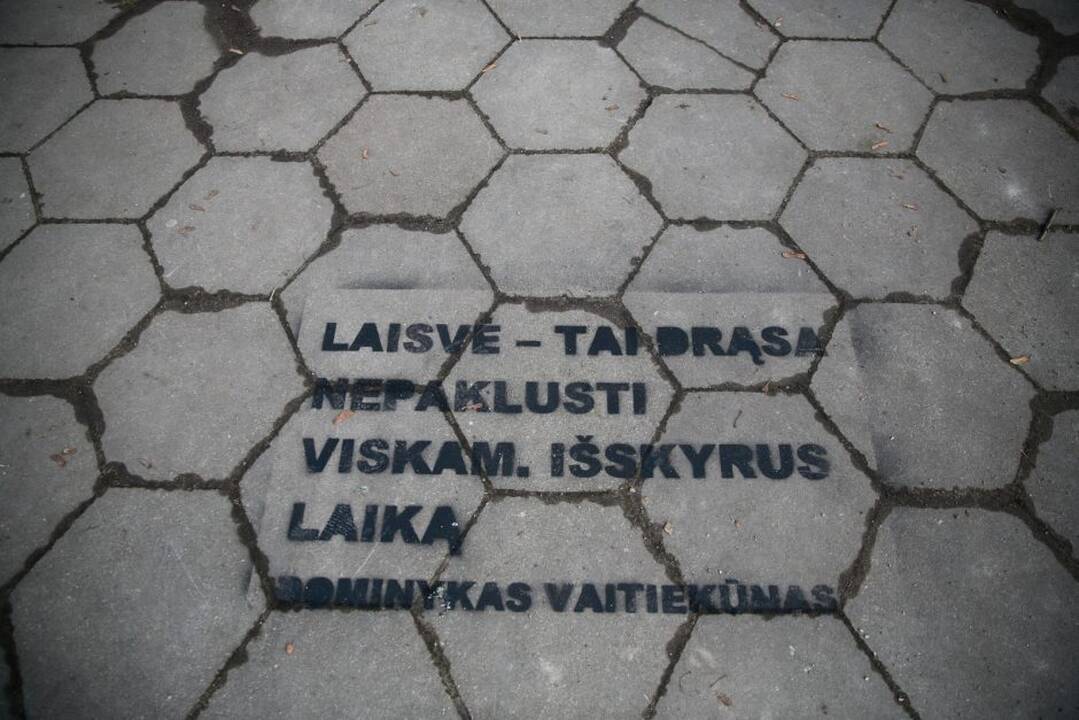 LAISVĖ – TAI DRĄSA
NEPAKLUSTI
VISKAM. IŠSKYRUS
LAIKĄ
DOMINYKAS VAITIEKŪNAS